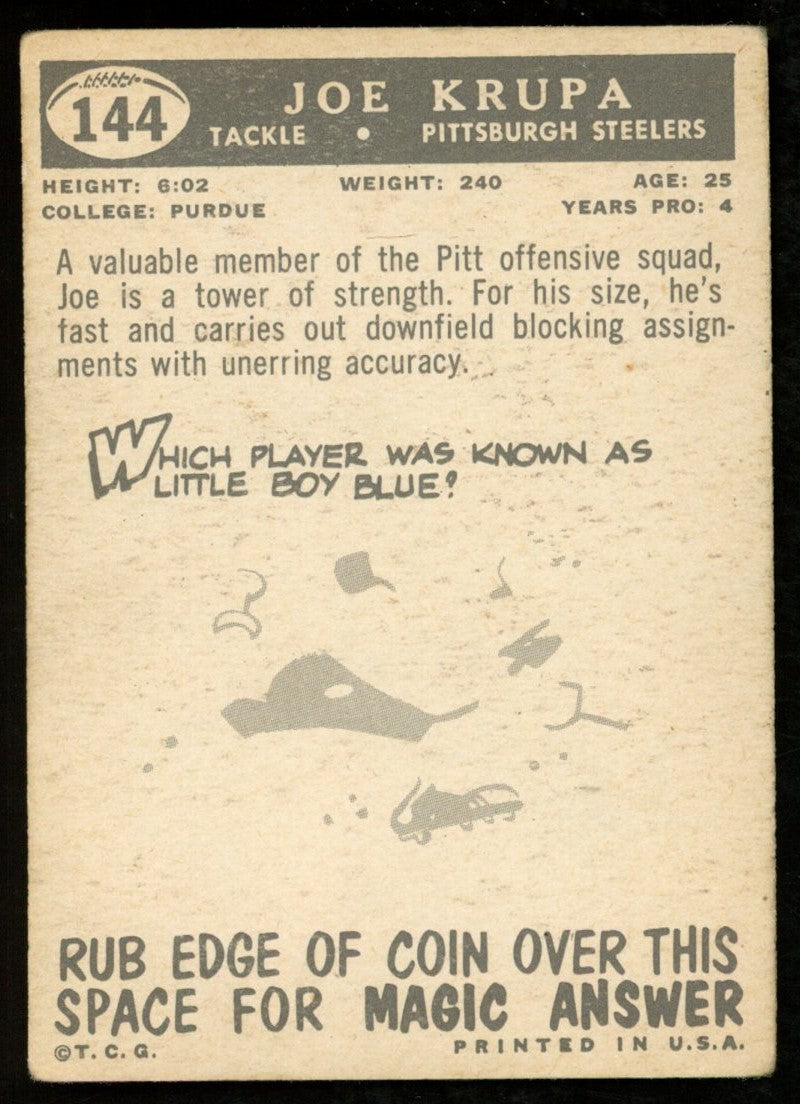 144
JOE KRUPA
TACKLE • PITTSBURGH STEELERS
HEIGHT: 6:02 WEIGHT: 240 AGE: 25
COLLEGE: PURDUE YEARS PRO: 4
A valuable member of the Pitt offensive squad,
Joe is a tower of strength. For his size, he's
fast and carries out downfield blocking assign-
ments with unerring accuracy.
WHICH PLAYER WAS KNOWN AS
LITTLE BOY BLUE?
RUB EDGE OF COIN OVER THIS
SPACE FOR MAGIC ANSWER
©T. C. G. PRINTED IN U.S.A.